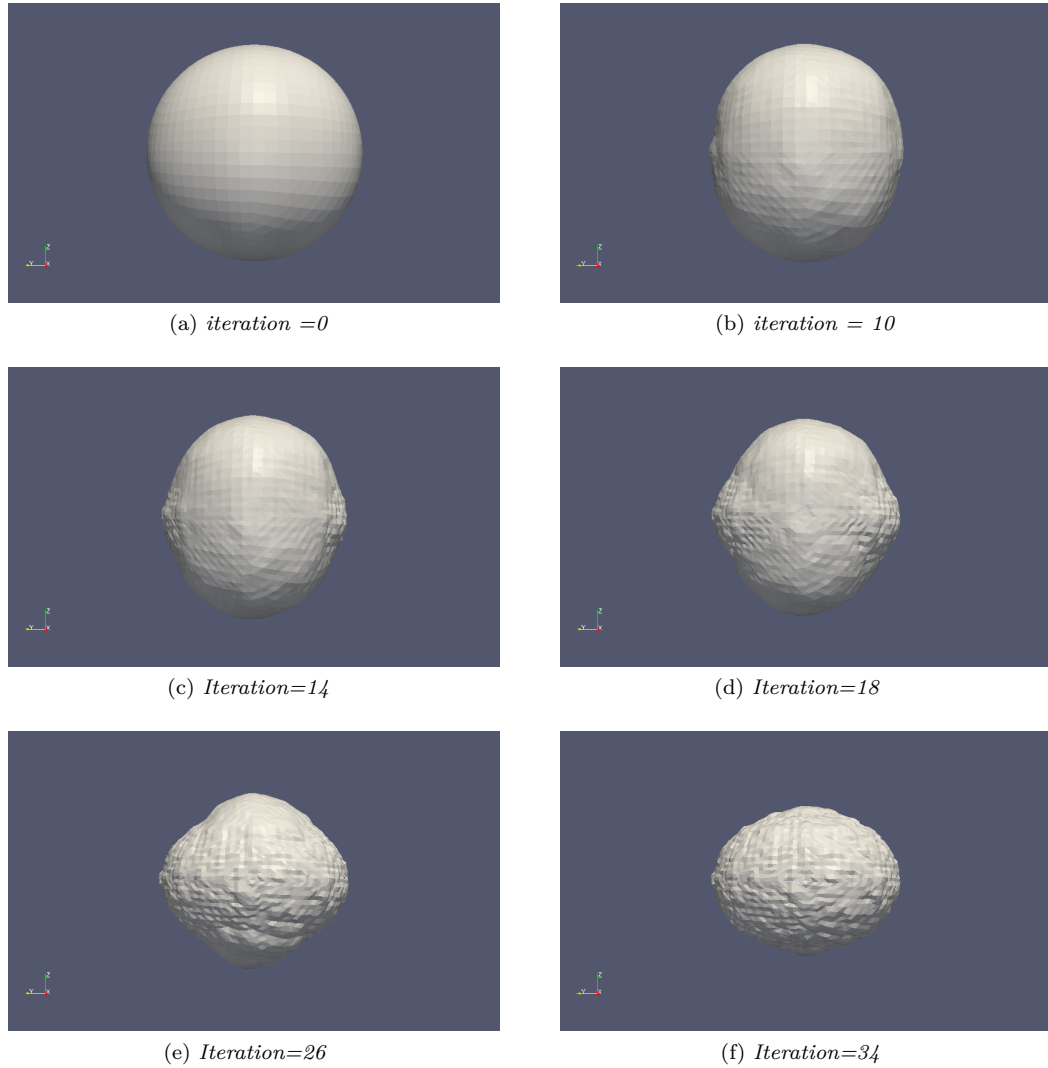 Z
Y
X
(a) iteration =0
Z
Y
X
(b) iteration = 10
Z
Y
X
(c) Iteration=14
Z
Y
X
(d) Iteration=18
Z
Y
X
(e) Iteration=26
Z
Y
X
(f) Iteration=34